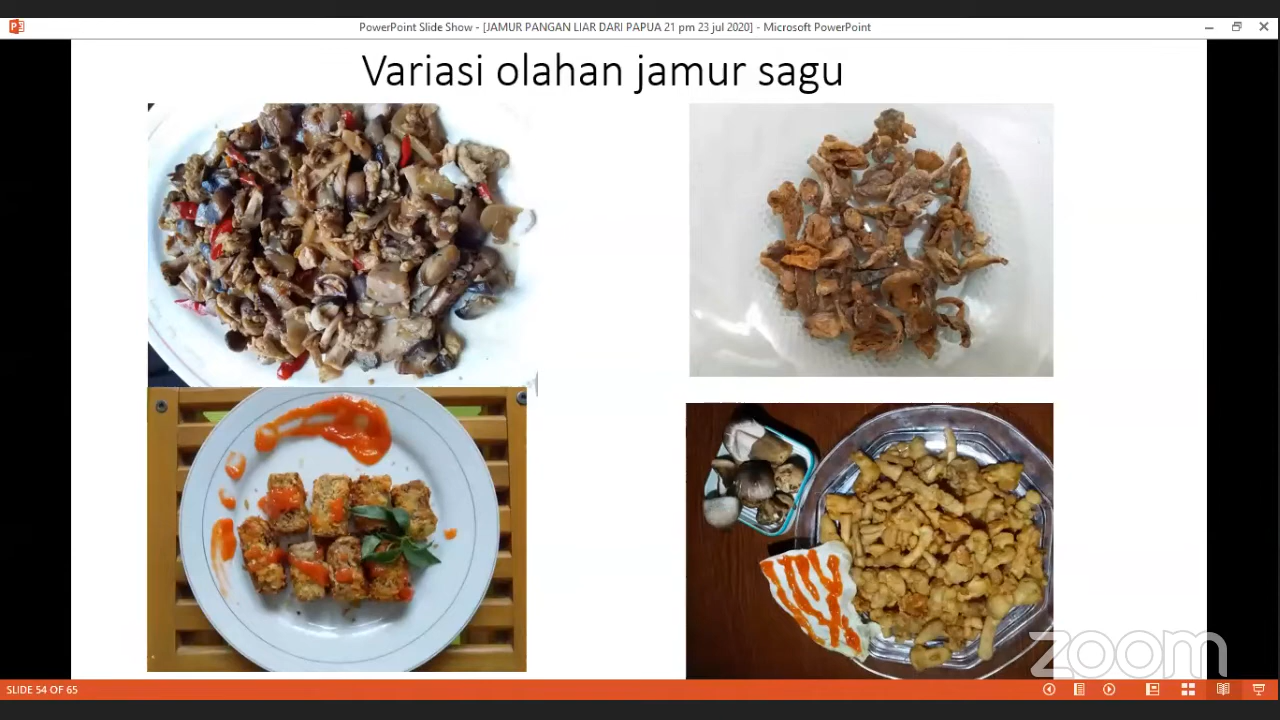 PowerPoint Slide Show - [JAMUR PANGAN LIAR DARI PAPUA 21 pm 23 jul 2020] - Microsoft PowerPoint
Variasi olahan jamur sagu
zoom
SLIDE 54 OF 65